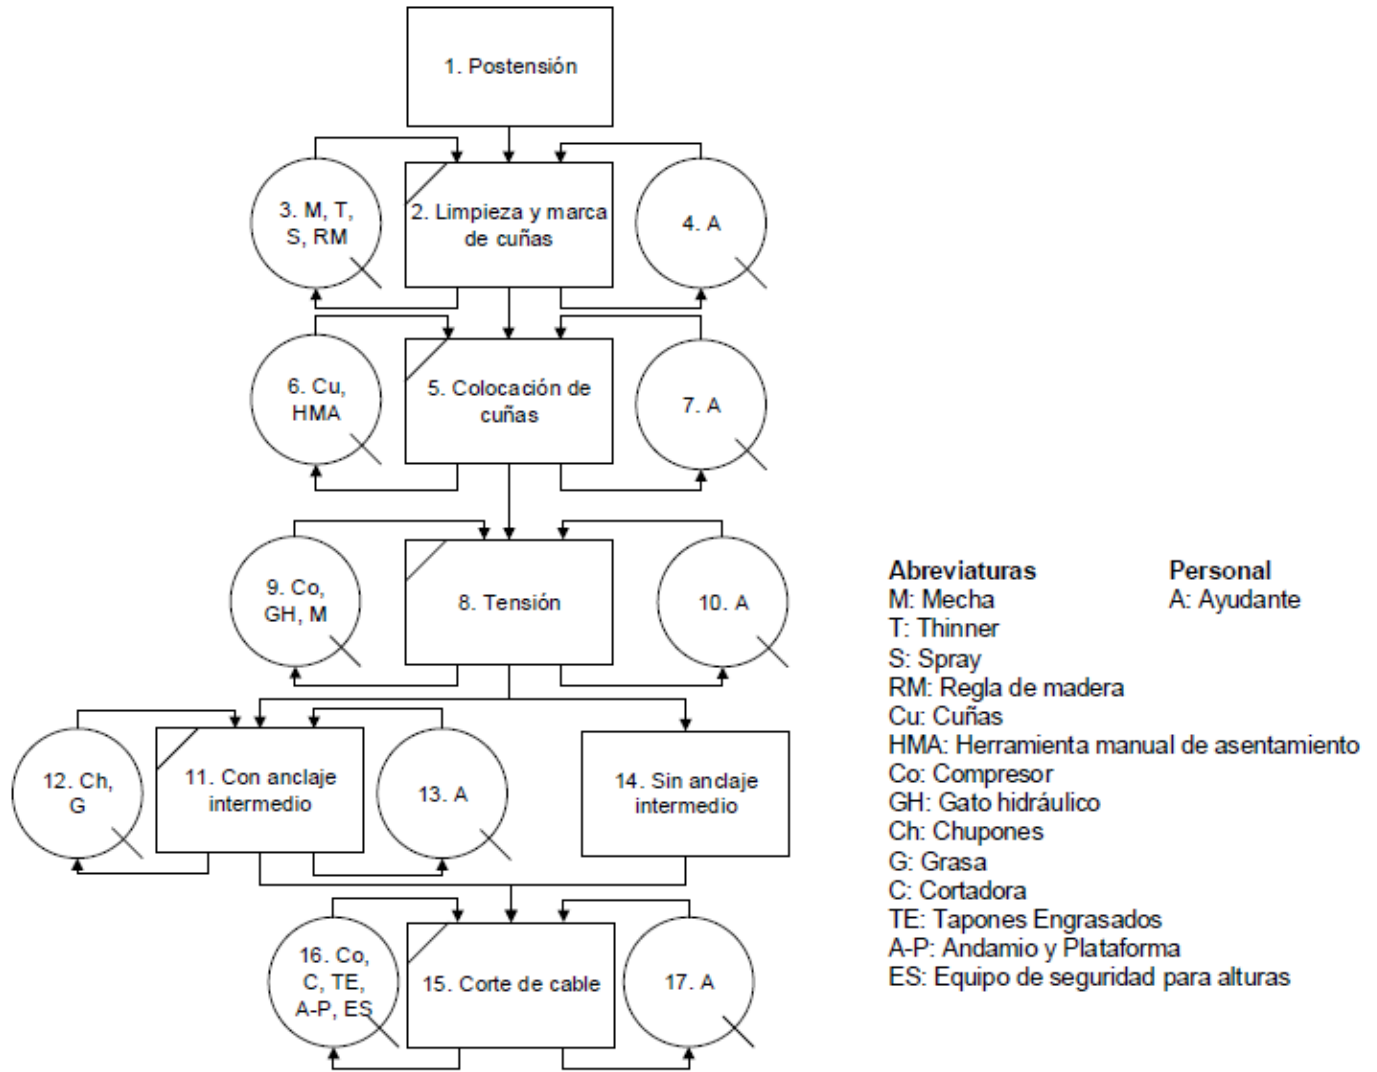 1. Postensión
3. M, T,
S, RM
2. Limpieza y marca
de cuñas
4. A
6. Cu,
HMA
5. Colocación de
cuñas
7. A
9. Co,
GH, M
8. Tensión
10. A
12. Ch,
G
11. Con anclaje
intermedio
13. A
14. Sin anclaje
intermedio
16. Co,
C, TE,
A-P, ES
15. Corte de cable
17. A
Abreviaturas
M: Mecha
T: Thinner
S: Spray
RM: Regla de madera
Cu: Cuñas
HMA: Herramienta manual de asentamiento
Co: Compresor
GH: Gato hidráulico
Ch: Chupones
G: Grasa
C: Cortadora
TE: Tapones Engrasados
A-P: Andamio y Plataforma
ES: Equipo de seguridad para alturas
Personal
A: Ayudante